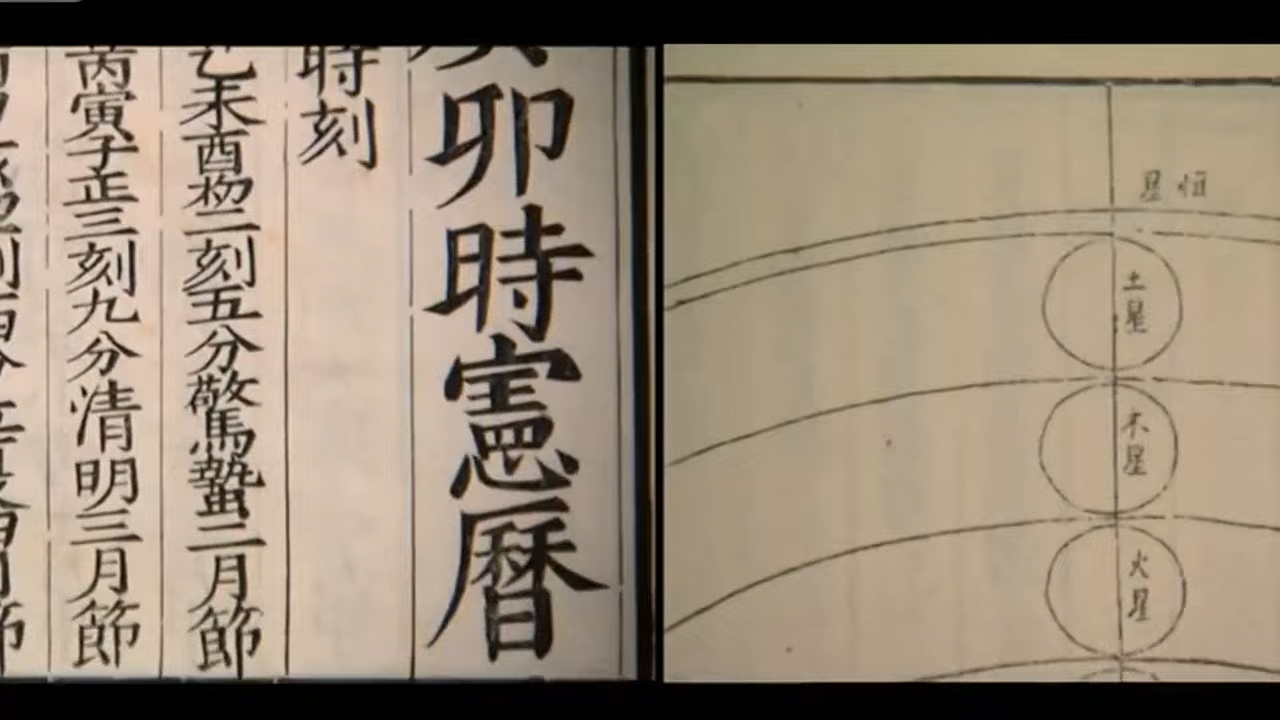 卯時憲曆
時刻
乙未酉初二刻五分驚蟄二月節
丙寅子正三刻九分清明三月節
恒星
土星
木星
火星